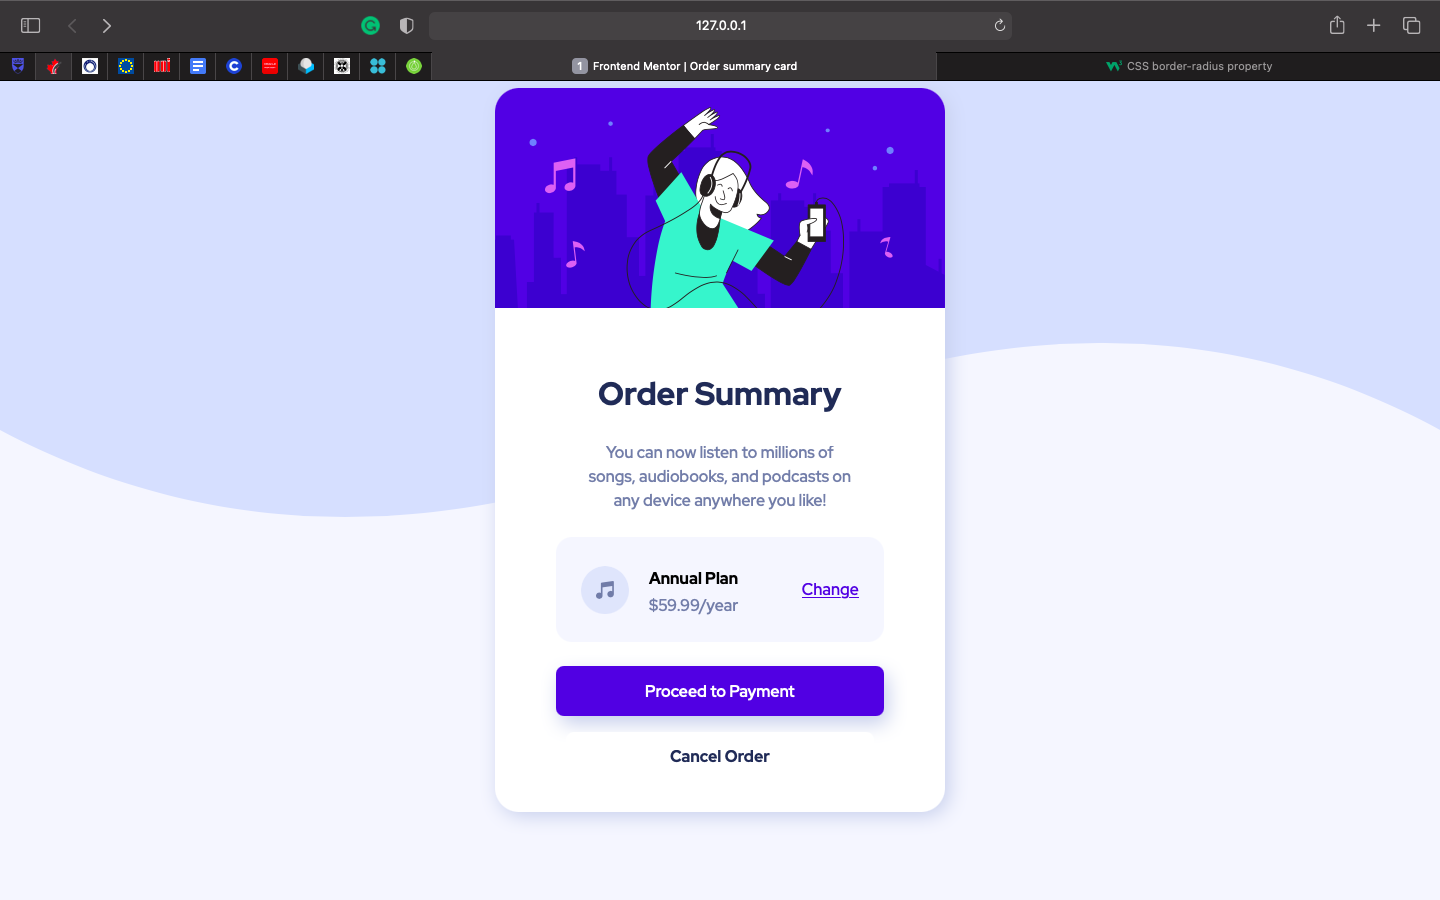 127.0.0.1
1 Frontend Mentor | Order summary card
CSS border-radius property
Order Summary
You can now listen to millions of
songs, audiobooks, and podcasts on
any device anywhere you like!
Annual Plan
$59.99/year
Change
Proceed to Payment
Cancel Order